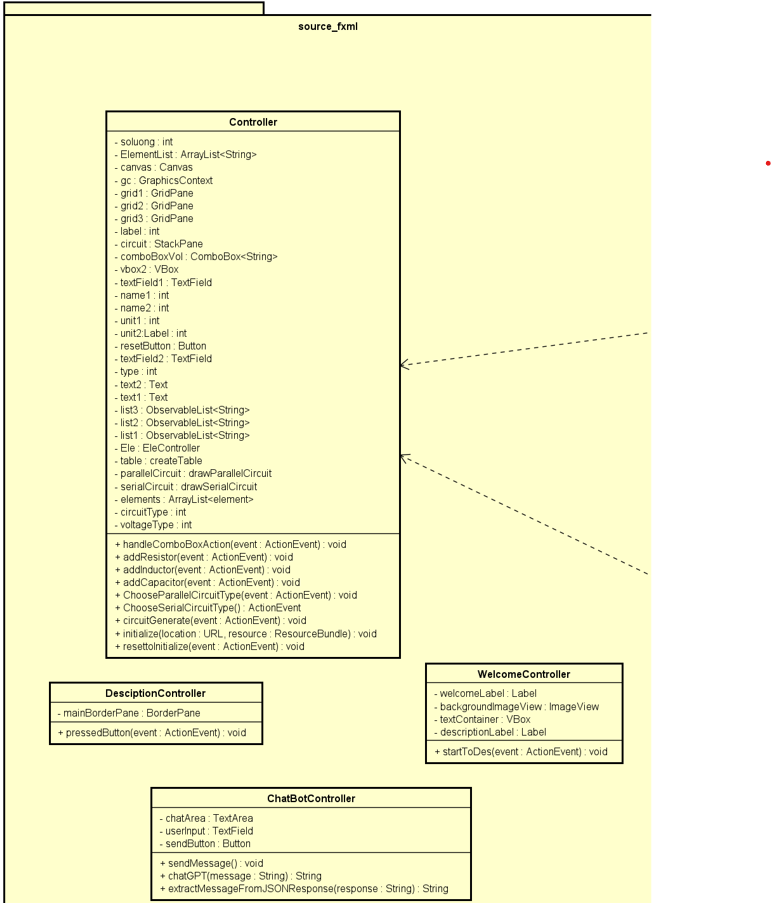 source_fxml
Controller
- soluong : int
- ElementList : ArrayList<String>
- canvas : Canvas
- gc : GraphicsContext
- grid1 : GridPane
- grid2 : GridPane
- grid3 : GridPane
- label : int
- circuit : StackPane
- comboBoxVol : ComboBox<String>
- vbox2 : VBox
- textField1 : TextField
- name1 : int
- name2 : int
- unit1 : int
- unit2:Label : int
- resetButton : Button
- textField2 : TextField
- type : int
- text2 : Text
- text1 : Text
- list3 : ObservableList<String>
- list2 : ObservableList<String>
- list1 : ObservableList<String>
- Ele : EleController
- table : createTable
- parallelCircuit : drawParallelCircuit
- serialCircuit : drawSerialCircuit
- elements : ArrayList<element>
- circuitType : int
- voltageType : int
+ handleComboBoxAction(event : ActionEvent) : void
+ addResistor(event : ActionEvent) : void
+ addInductor(event : ActionEvent) : void
+ addCapacitor(event : ActionEvent) : void
+ ChooseParallelCircuitType(event : ActionEvent) : void
+ ChooseSerialCircuitType() : ActionEvent
+ circuitGenerate(event : ActionEvent) : void
+ initialize(location : URL, resource : ResourceBundle) : void
+ resettoInitialize(event : ActionEvent) : void
DesciptionController
- mainBorderPane : BorderPane
+ pressedButton(event : ActionEvent) : void
WelcomeController
- welcomeLabel : Label
- backgroundImageView : ImageView
- textContainer : VBox
- descriptionLabel : Label
+ startToDes(event : ActionEvent) : void
ChatBotController
- chatArea : TextArea
- userInput : TextField
- sendButton : Button
+ sendMessage() : void
+ chatGPT(message : String) : String
+ extractMessageFromJSONResponse(response : String) : String